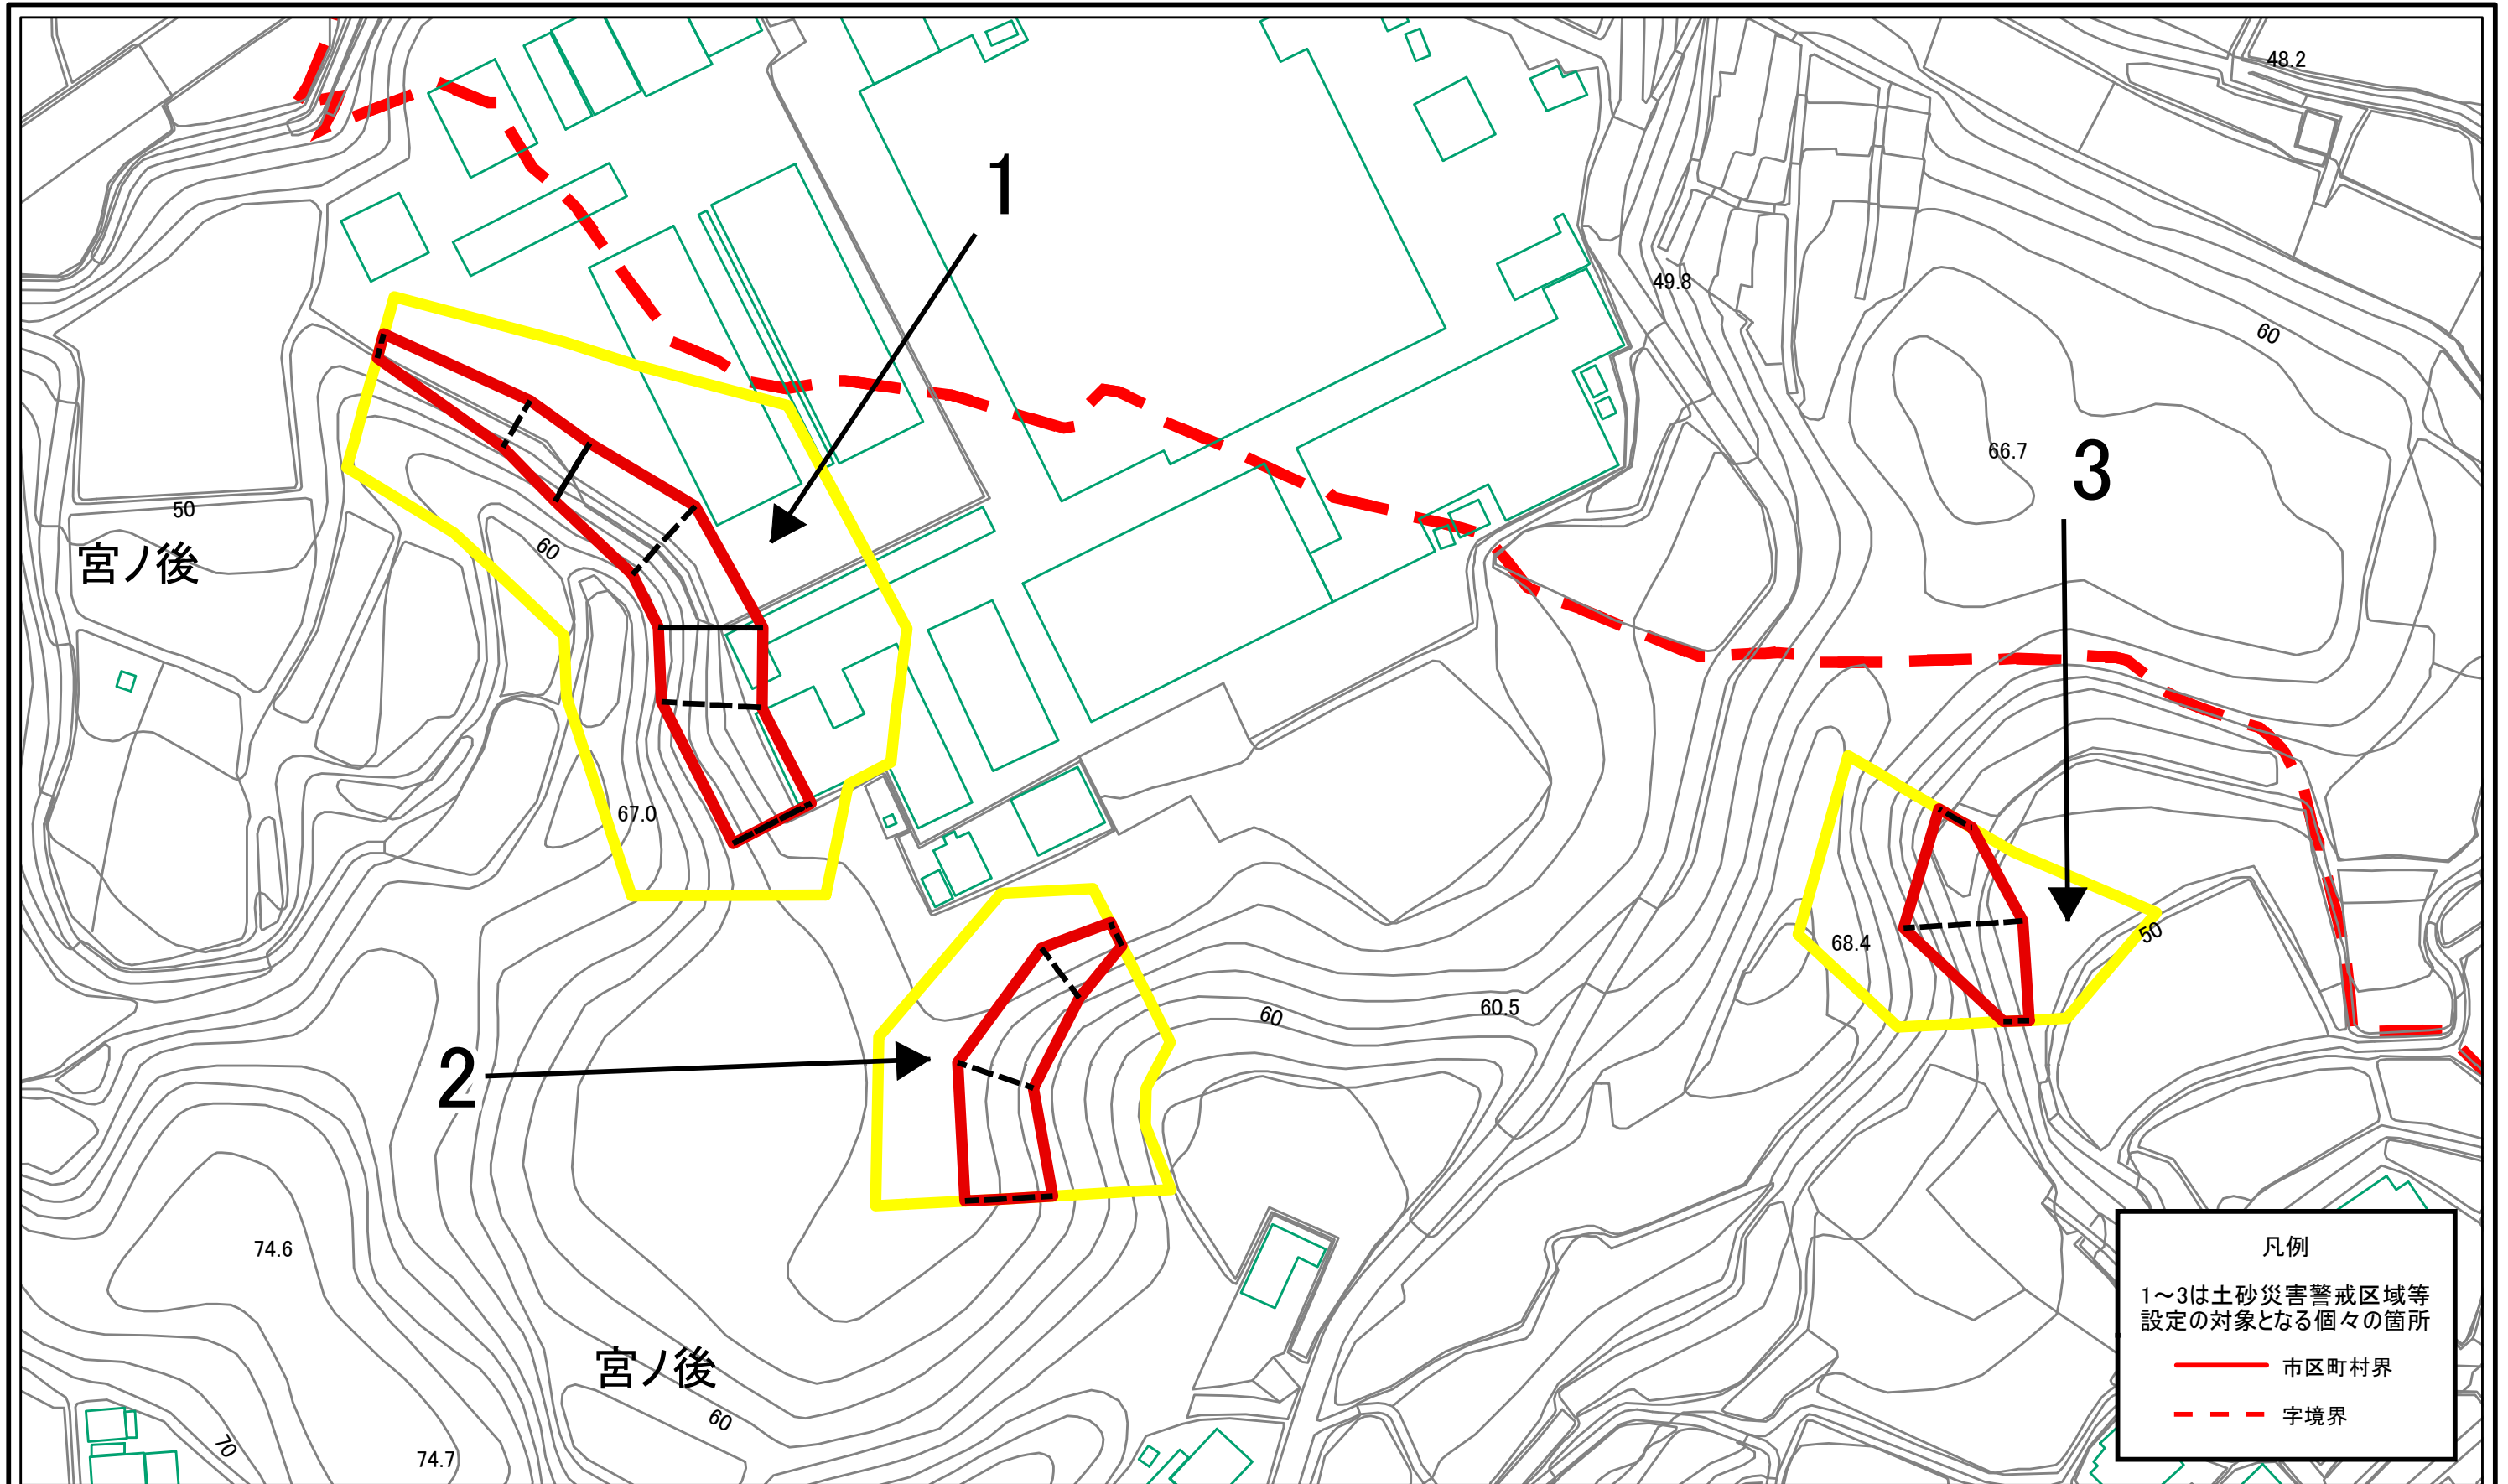 48.2
1
49.8
60
66.7
3
50
宮ノ後
60
67.0
68.4
50
60.5
60
2
74.6
宮ノ後
60
70
74.7
凡例
1～3は土砂災害警戒区域等
設定の対象となる個々の箇所
市区町村界
字境界